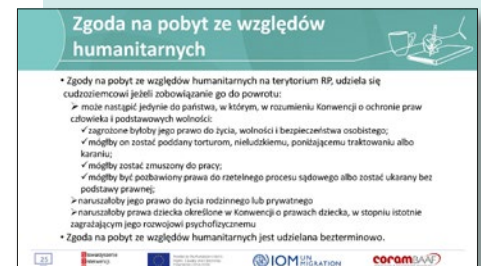 Zgoda na pobyt ze względów
humanitarnych
• Zgody na pobyt ze względów humanitarnych na terytorium RP, udziela się
cudzoziemcowi jeżeli zobowiązanie go do powrotu:
➢ może nastąpić jedynie do państwa, w którym, w rozumieniu Konwencji o ochronie praw
człowieka i podstawowych wolności:
✓zagrożone byłoby jego prawo do życia, wolności i bezpieczeństwa osobistego;
✓mógłby on zostać poddany torturom, nieludzkiemu, poniżającemu traktowaniu albo
karaniu;
✓mógłby zostać zmuszony do pracy;
✓mógłby być pozbawiony prawa do rzetelnego procesu sądowego albo zostać ukarany bez
podstawy prawnej;
➢naruszałoby jego prawo do życia rodzinnego lub prywatnego
➢naruszałoby prawa dziecka określone w Konwencji o prawach dziecka, w stopniu istotnie
zagrażającym jego rozwojowi psychofizycznemu
• Zgoda na pobyt ze względów humanitarnych jest udzielana bezterminowo.
25
IOM UN MIGRATION
coramBAAF